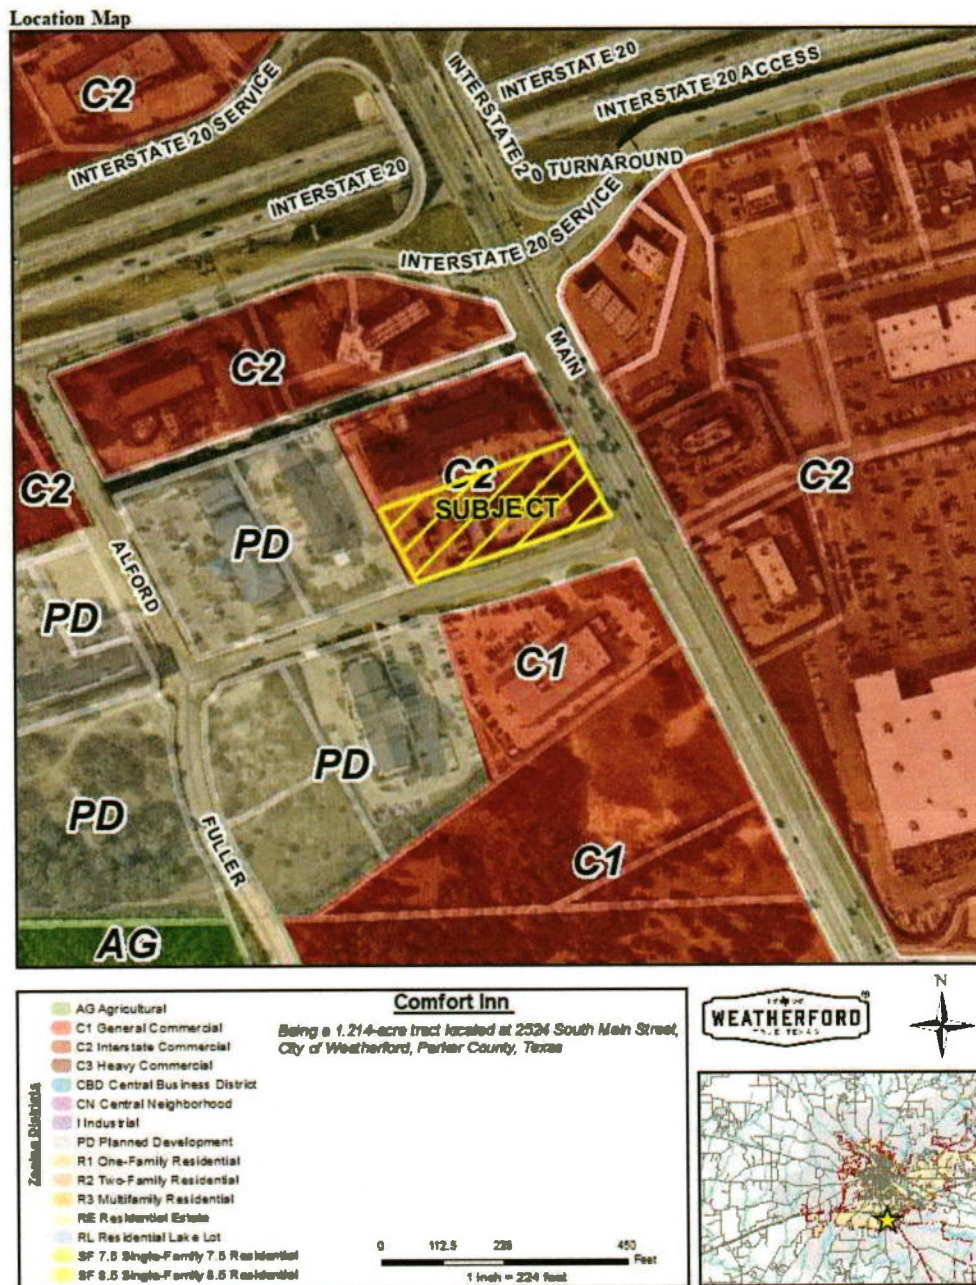 Location Map
C2
INTERSTATE 20 SERVICE
INTERSTATE 20
INTERSTATE 20
INTERSTATE 20 ACCESS
INTERSTATE 20 TURNAROUND
INTERSTATE 20 SERVICE
MAIN
C2
C2
C2
SUBJECT
C2
PD
ALFORD
PD
C1
PD
PD
FULLER
C1
AG
Zoning Districts
AG Agricultural
C1 General Commercial
C2 Interstate Commercial
C3 Heavy Commercial
CBD Central Business District
CN Central Neighborhood
I Industrial
PD Planned Development
R1 One-Family Residential
R2 Two-Family Residential
R3 Multifamily Residential
RE Residential Estate
RL Residential Lake Lot
SF 7.5 Single-Family 7.5 Residential
SF 8.5 Single-Family 8.5 Residential
Comfort Inn
Being a 1.214-acre tract located at 2524 South Main Street,
City of Weatherford, Parker County, Texas
0 112.5 225 450
Feet
1 inch = 224 feet
WEATHERFORD
TRUE TEXAS
®
N